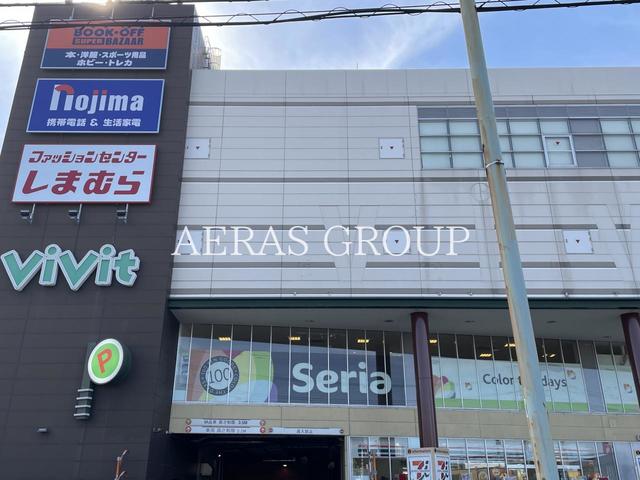 BOOK-OFF
SUPER BAZAAR
本・洋服・スポーツ用品
ホビー・トレカ
nojima
携帯電話 & 生活家電
ファッションセンター
しまむら
ViVit
AERAS GROUP
P
100
Seria
Color the days